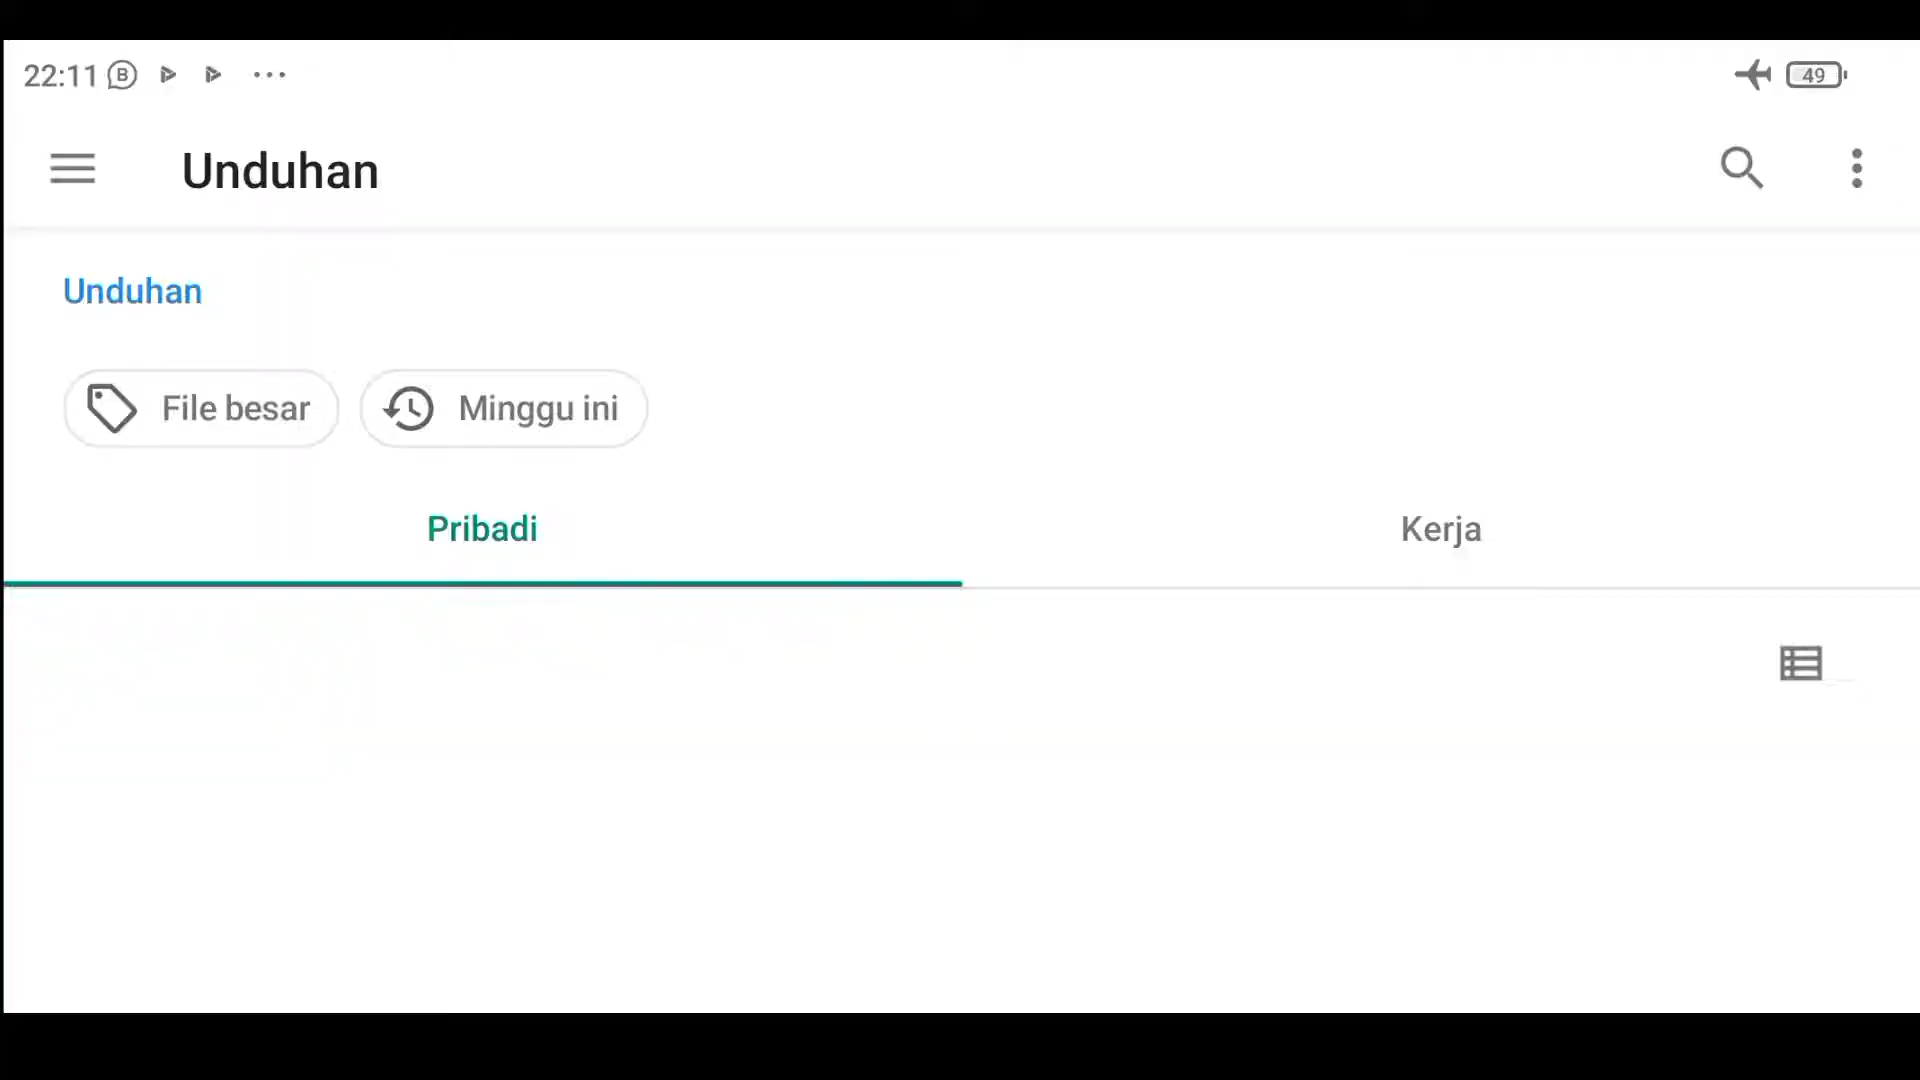 22:11
49
Unduhan
Unduhan
File besar
Minggu ini
Pribadi
Kerja